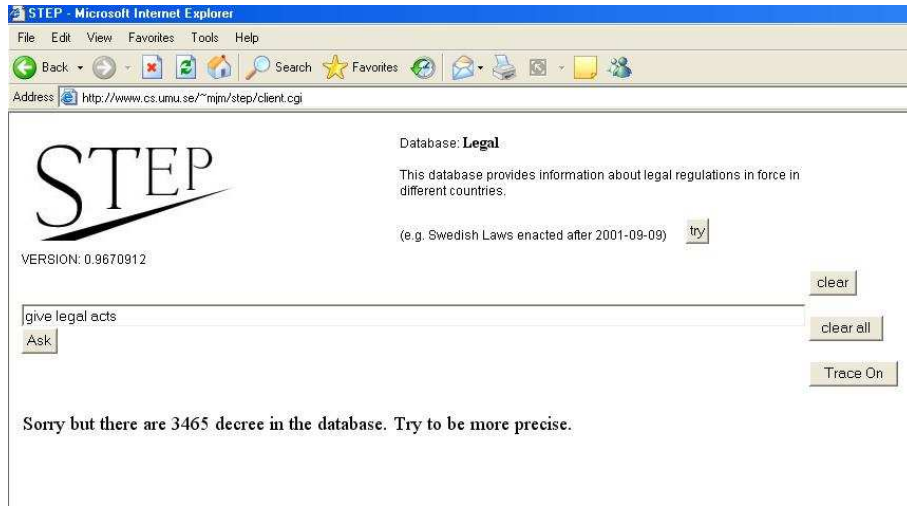 STEP - Microsoft Internet Explorer
File Edit View Favorites Tools Help
Back Search Favorites
Address http://www.cs.umu.se/~mjm/step/client.cgi
STEP
Database: Legal
This database provides information about legal regulations in force in
different countries.
(e.g. Swedish Laws enacted after 2001-09-09) try
VERSION: 0.9670912
clear
give legal acts
clear all
Ask
Trace On
Sorry but there are 3465 decree in the database. Try to be more precise.